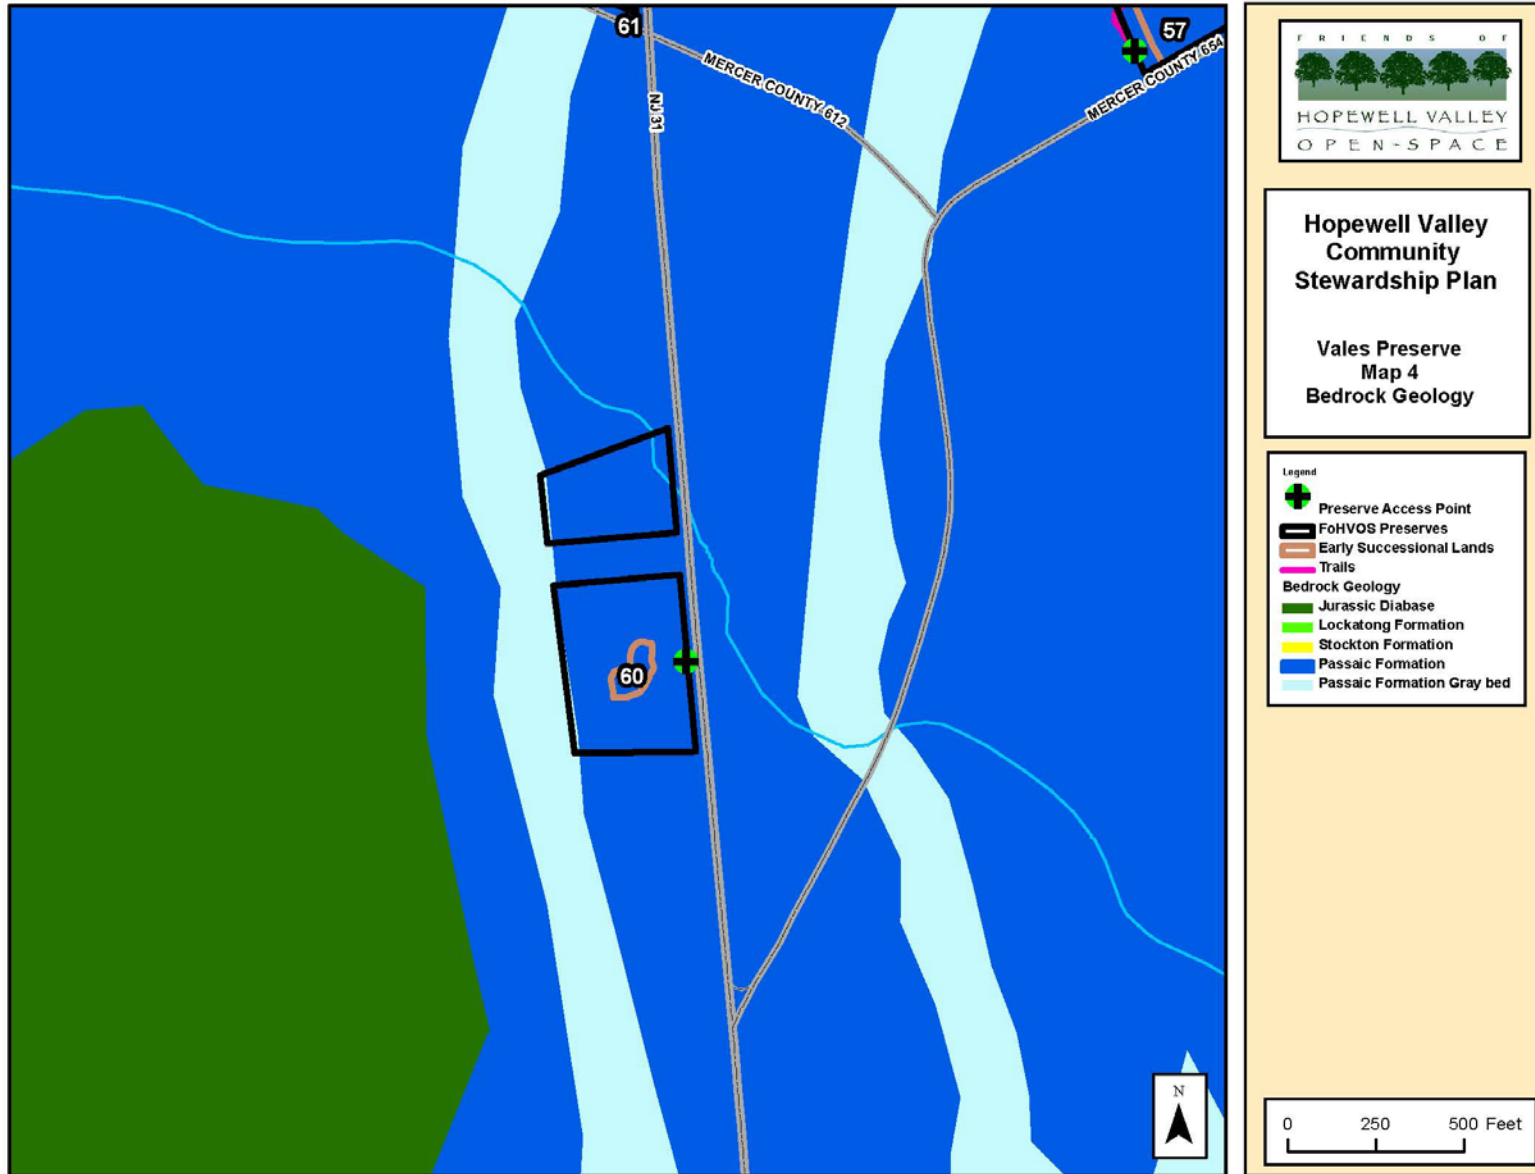 61
57
MERCER COUNTY 612
MERCER COUNTY 654
NJ 31
60
N
FRIENDS OF
HOPEWELL VALLEY
OPEN-SPACE
Hopewell Valley
Community
Stewardship Plan
Vales Preserve
Map 4
Bedrock Geology
Legend
Preserve Access Point
FoHVOS Preserves
Early Successional Lands
Trails
Bedrock Geology
Jurassic Diabase
Lockatong Formation
Stockton Formation
Passaic Formation
Passaic Formation Gray bed
0 250 500 Feet